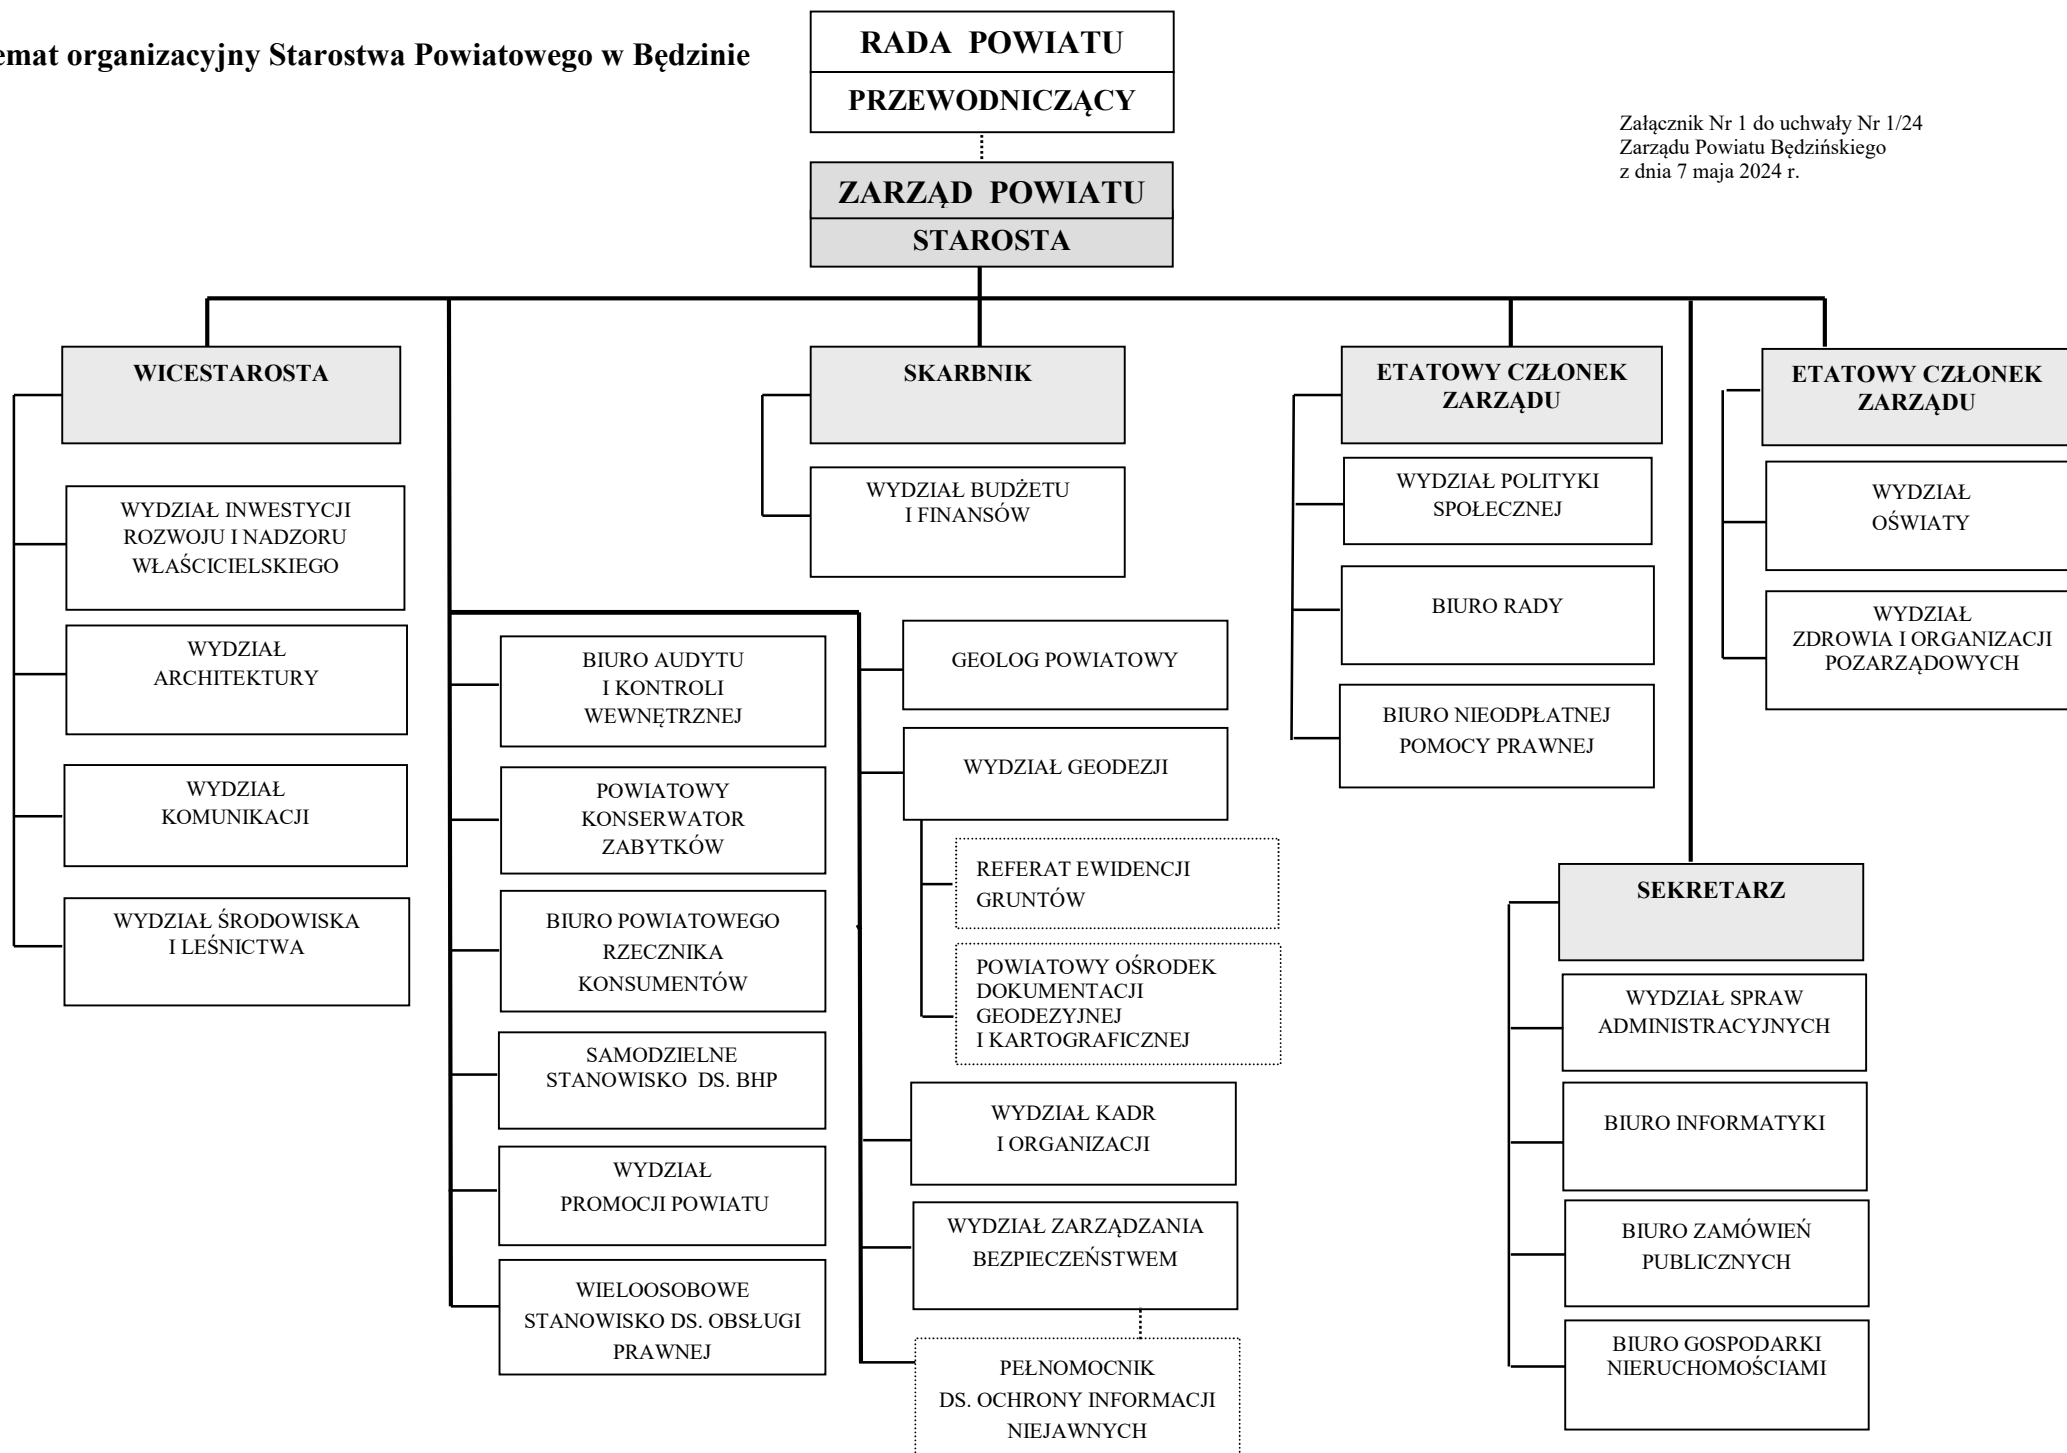 emat organizacyjny Starostwa Powiatowego w Będzinie
RADA POWIATU
PRZEWODNICZĄCY
Załącznik Nr 1 do uchwały Nr 1/24
Zarządu Powiatu Będzińskiego
z dnia 7 maja 2024 r.
ZARZĄD POWIATU
STAROSTA
WICESTAROSTA
WYDZIAŁ INWESTYCJI
ROZWOJU I NADZORU
WŁAŚCICIELSKIEGO
WYDZIAŁ
ARCHITEKTURY
WYDZIAŁ
KOMUNIKACJI
WYDZIAŁ ŚRODOWISKA
I LEŚNICTWA
BIURO AUDYTU
I KONTROLI
WEWNĘTRZNEJ
POWIATOWY
KONSERWATOR
ZABYTKÓW
BIURO POWIATOWEGO
RZECZNIKA
KONSUMENTÓW
SAMODZIELNE
STANOWISKO DS. BHP
WYDZIAŁ
PROMOCJI POWIATU
WIELOOSOBOWE
STANOWISKO DS. OBSŁUGI
PRAWNEJ
SKARBNIK
WYDZIAŁ BUDŻETU
I FINANSÓW
GEOLOG POWIATOWY
WYDZIAŁ GEODEZJI
REFERAT EWIDENCJI
GRUNTÓW
POWIATOWY OŚRODEK
DOKUMENTACJI
GEODEZYJNEJ
I KARTOGRAFICZNEJ
WYDZIAŁ KADR
I ORGANIZACJI
WYDZIAŁ ZARZĄDZANIA
BEZPIECZEŃSTWEM
PEŁNOMOCNIK
DS. OCHRONY INFORMACJI
NIEJAWNYCH
ETATOWY CZŁONEK
ZARZĄDU
WYDZIAŁ POLITYKI
SPOŁECZNEJ
BIURO RADY
BIURO NIEODPŁATNEJ
POMOCY PRAWNEJ
ETATOWY CZŁONEK
ZARZĄDU
WYDZIAŁ
OŚWIATY
WYDZIAŁ
ZDROWIA I ORGANIZACJI
POZARZĄDOWYCH
SEKRETARZ
WYDZIAŁ SPRAW
ADMINISTRACYJNYCH
BIURO INFORMATYKI
BIURO ZAMÓWIEŃ
PUBLICZNYCH
BIURO GOSPODARKI
NIERUCHOMOŚCIAMI